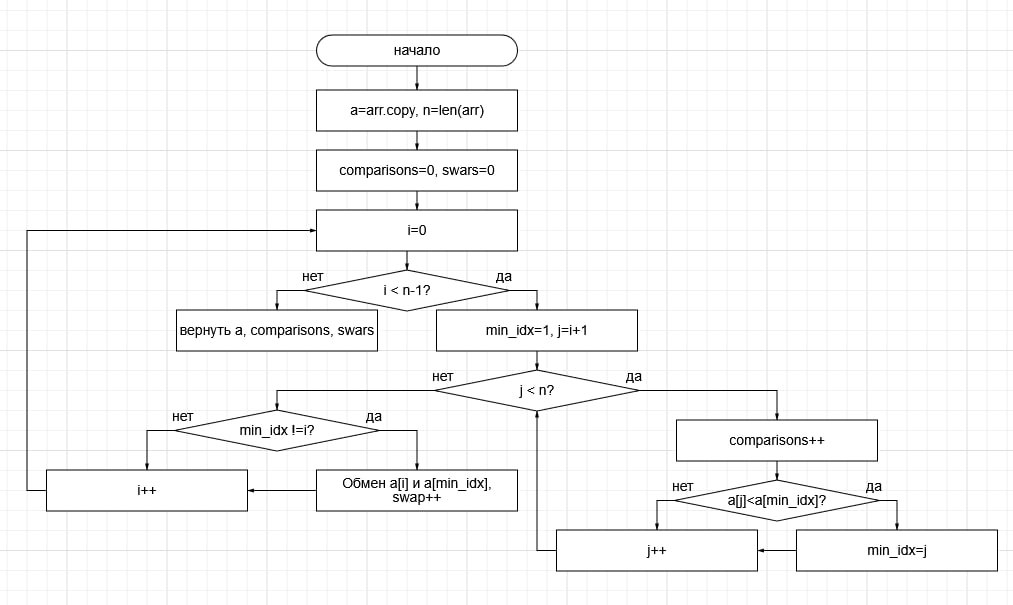 начало
a=arr.copy, n=len(arr)
comparisons=0, swars=0
i=0
нет
да
i < n-1?
вернуть a, comparisons, swars
min_idx=1, j=i+1
нет
да
j < n?
нет
да
min_idx !=i?
comparisons++
i++
Обмен a[i] и a[min_idx],
swap++
нет
да
a[j]<a[min_idx]?
j++
min_idx=j